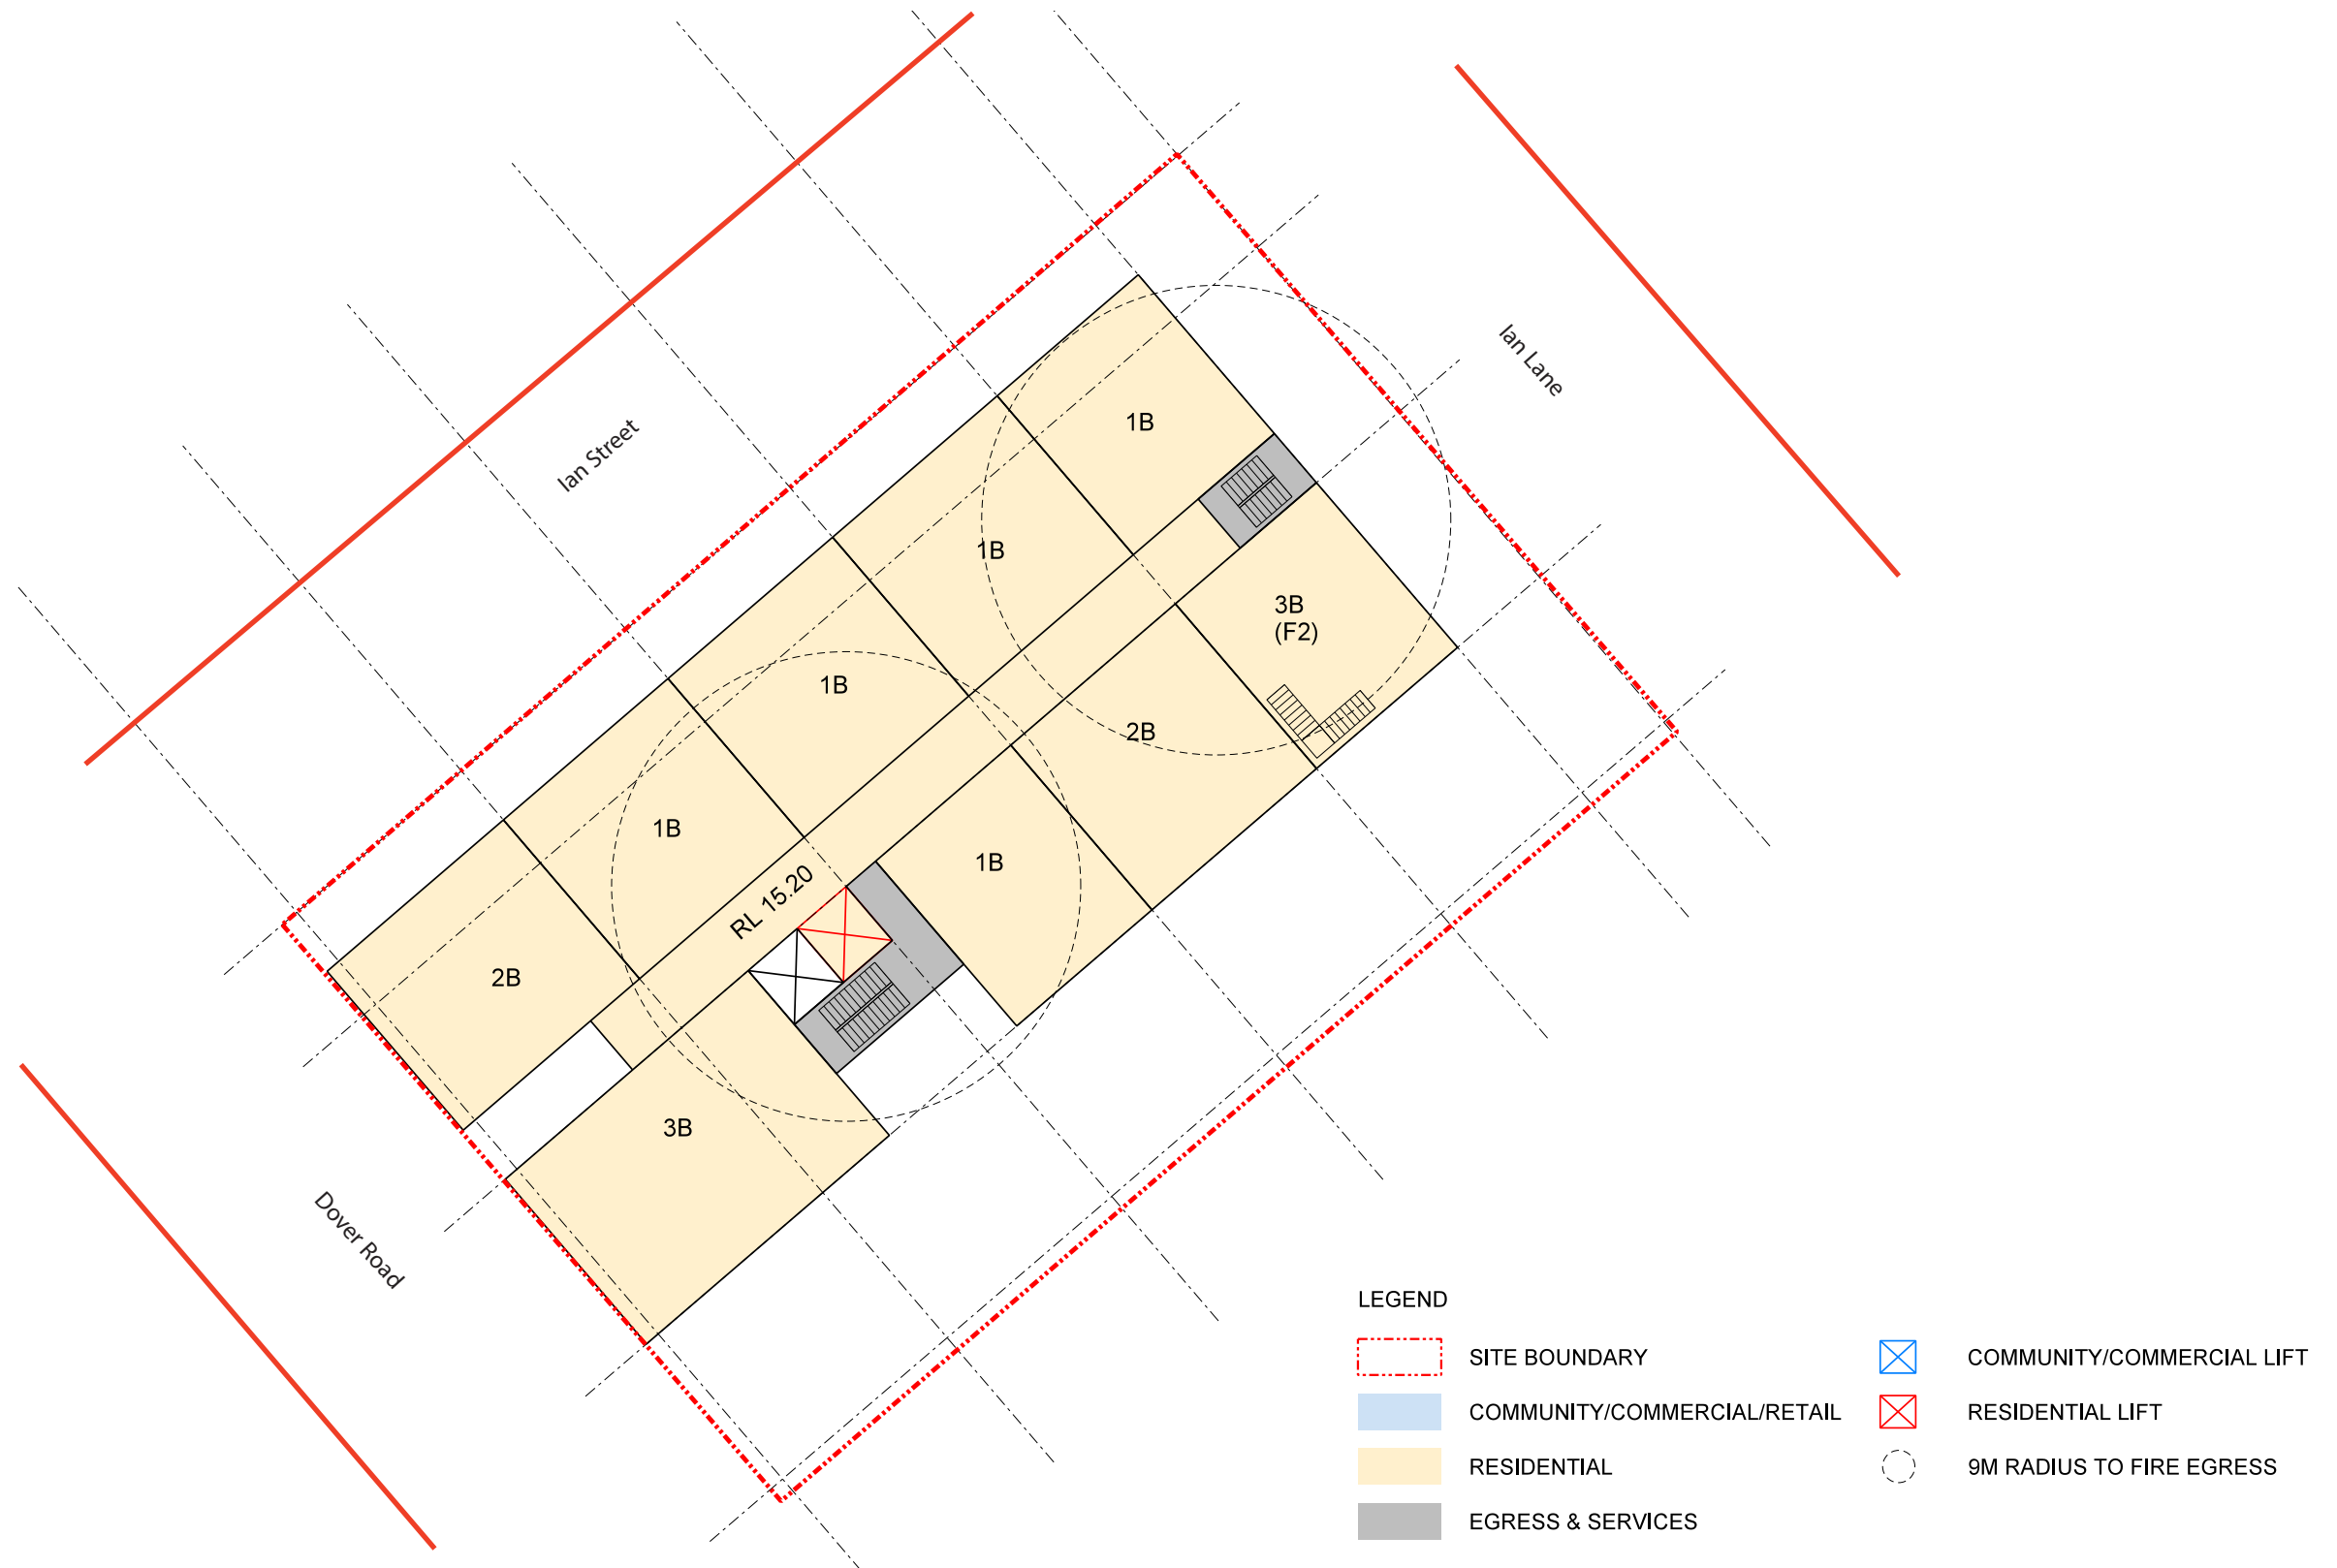 Ian Street
Ian Lane
1B
1B
3B
(F2)
1B
2B
1B
1B
RL 15.20
2B
3B
Dover Road
LEGEND
SITE BOUNDARY
COMMUNITY/COMMERCIAL/RETAIL
RESIDENTIAL
EGRESS & SERVICES
COMMUNITY/COMMERCIAL LIFT
RESIDENTIAL LIFT
9M RADIUS TO FIRE EGRESS